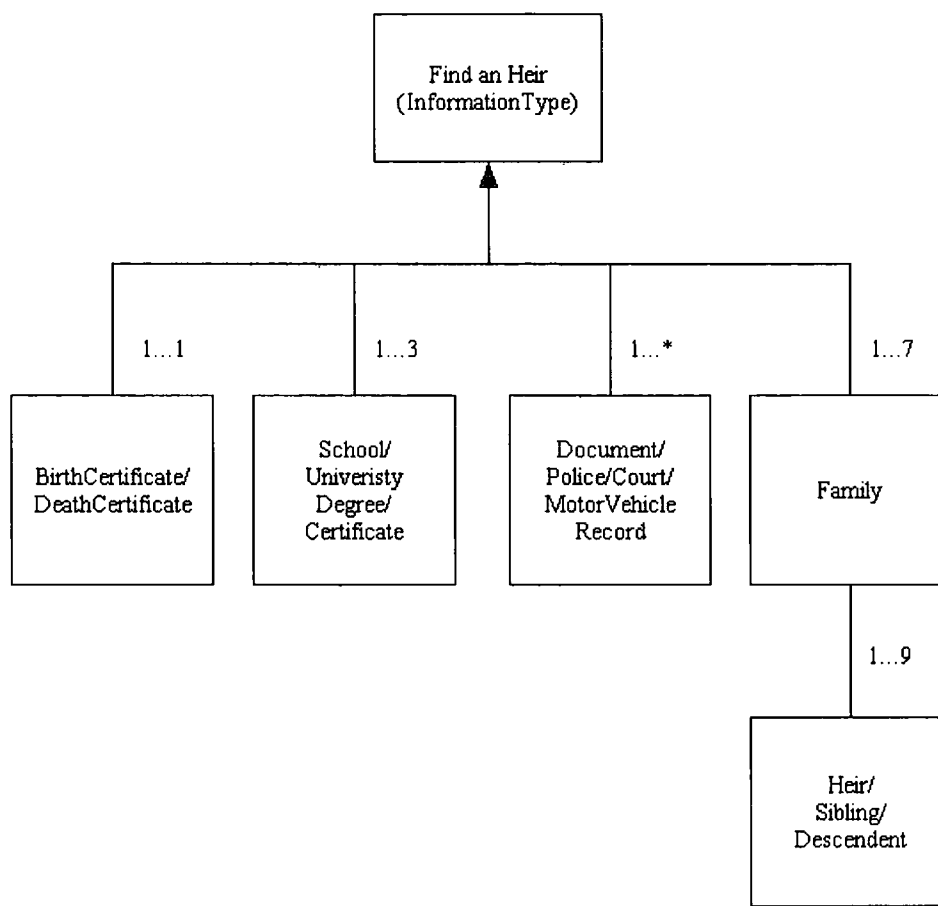 Find an Heir
(InformationType)
1...1
1...3
1...*
1...7
BirthCertificate/
DeathCertificate
School/
Univeristy
Degree/
Certificate
Document/
Police/Court/
MotorVehicle
Record
Family
1...9
Heir/
Sibling/
Descendent